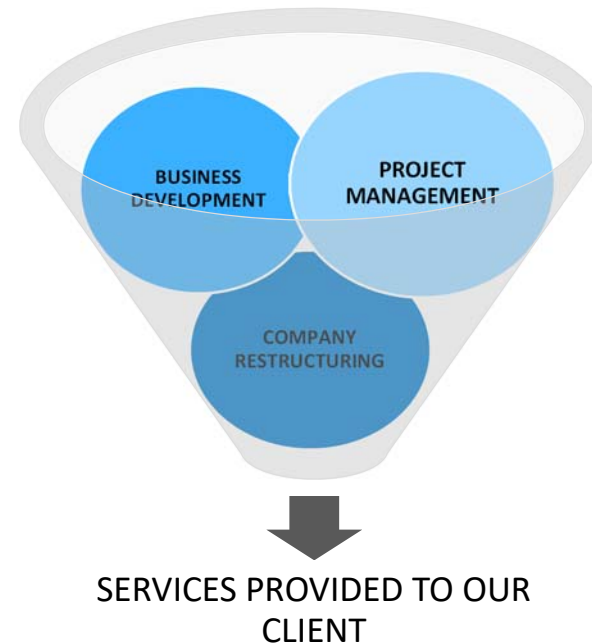 BUSINESS
DEVELOPMENT
PROJECT
MANAGEMENT
COMPANY
RESTRUCTURING
SERVICES PROVIDED TO OUR
CLIENT